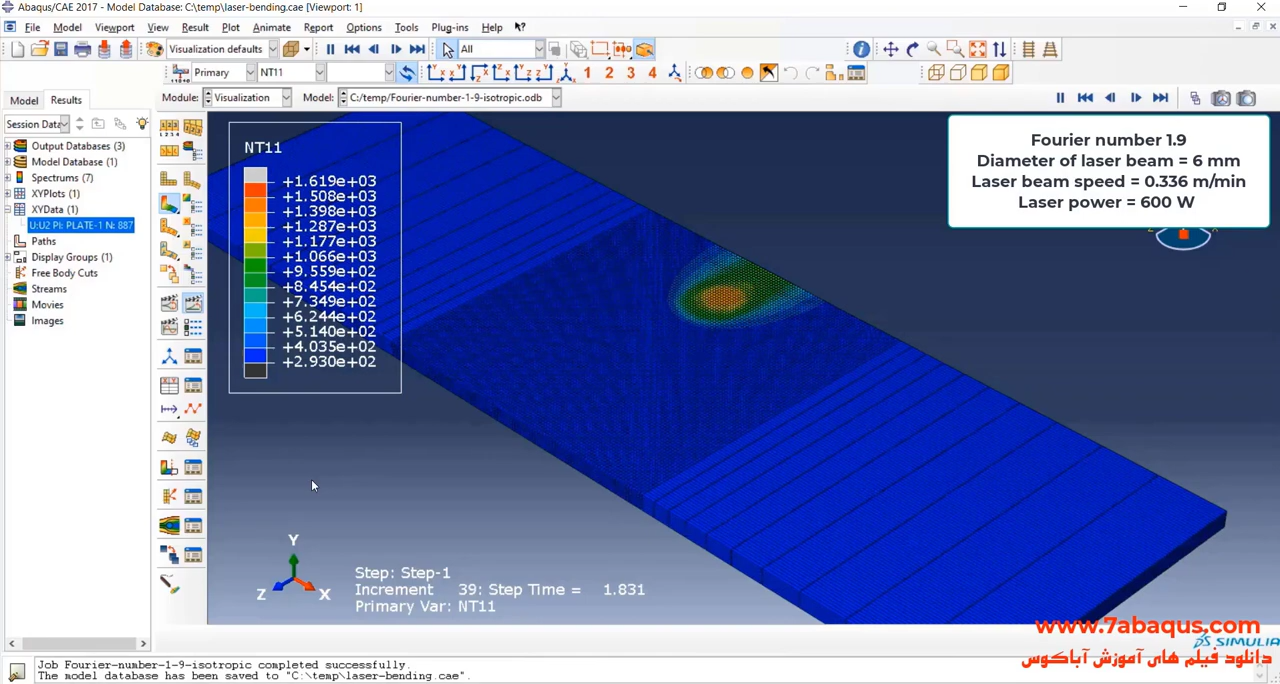 Abaqus/CAE 2017 - Model Database: C:\temp\laser-bending.cae [Viewport: 1]
File Model Viewport View Result Plot Animate Report Options Tools Plug-ins Help
Visualization defaults All
Primary NT11 1 2 3 4
Model Results Module: Visualization Model: C:/temp/Fourier-number-1-9-isotropic.odb
Session Data
Output Databases (3)
Model Database (1)
Spectrums (7)
XYPlots (1)
XYData (1)
U:U2 PI: PLATE-1 N: 887
Paths
Display Groups (1)
Free Body Cuts
Streams
Movies
Images
NT11
+1.619e+03
+1.508e+03
+1.398e+03
+1.287e+03
+1.177e+03
+1.066e+03
+9.559e+02
+8.454e+02
+7.349e+02
+6.244e+02
+5.140e+02
+4.035e+02
+2.930e+02
Fourier number 1.9
Diameter of laser beam = 6 mm
Laser beam speed = 0.336 m/min
Laser power = 600 W
Y
Z X
Step: Step-1
Increment 39: Step Time = 1.831
Primary Var: NT11
www.7abaqus.com
SIMULIA
دانلود فیلم های آموزش آباکوس
Job Fourier-number-1-9-isotropic completed successfully.
The model database has been saved to "C:\temp\laser-bending.cae".